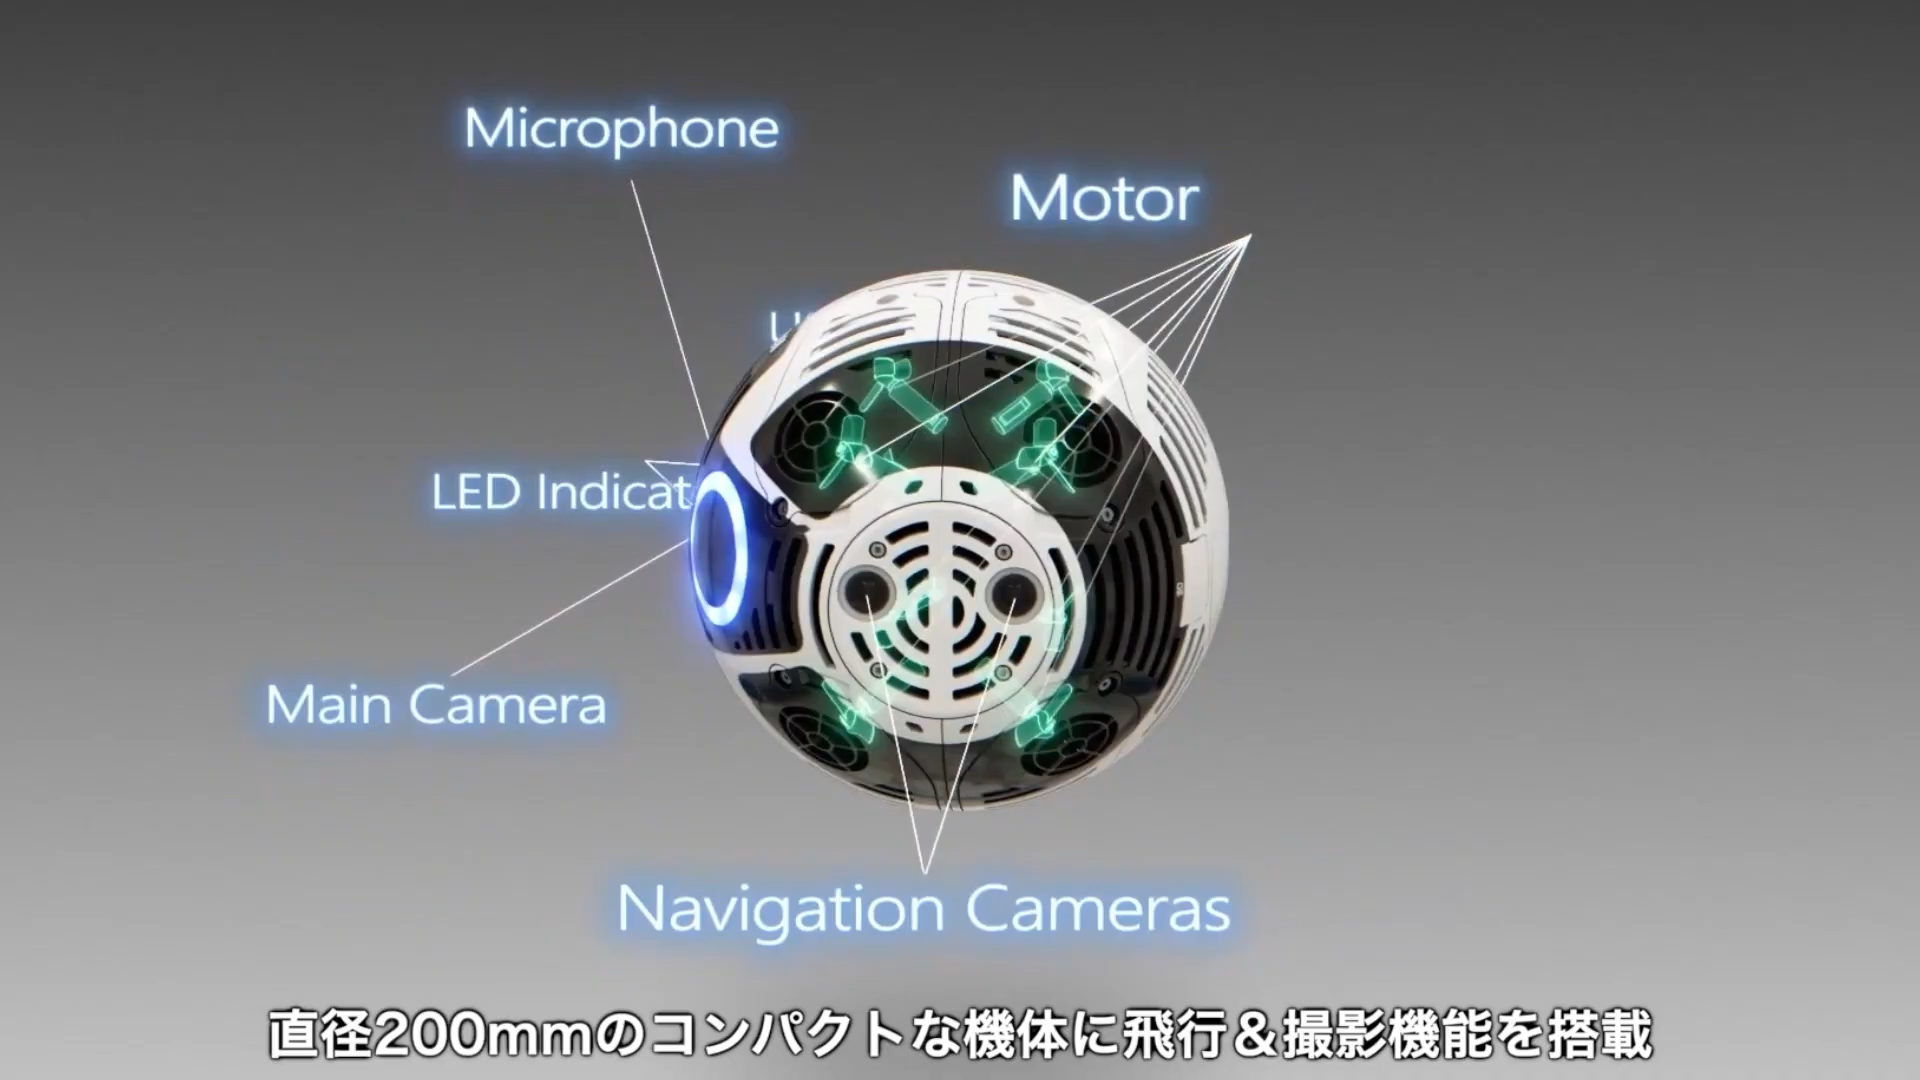 Microphone
Motor
LED Indicat
Main Camera
Navigation Cameras
直径200mmのコンパクトな機体に飛行&撮影機能を搭載